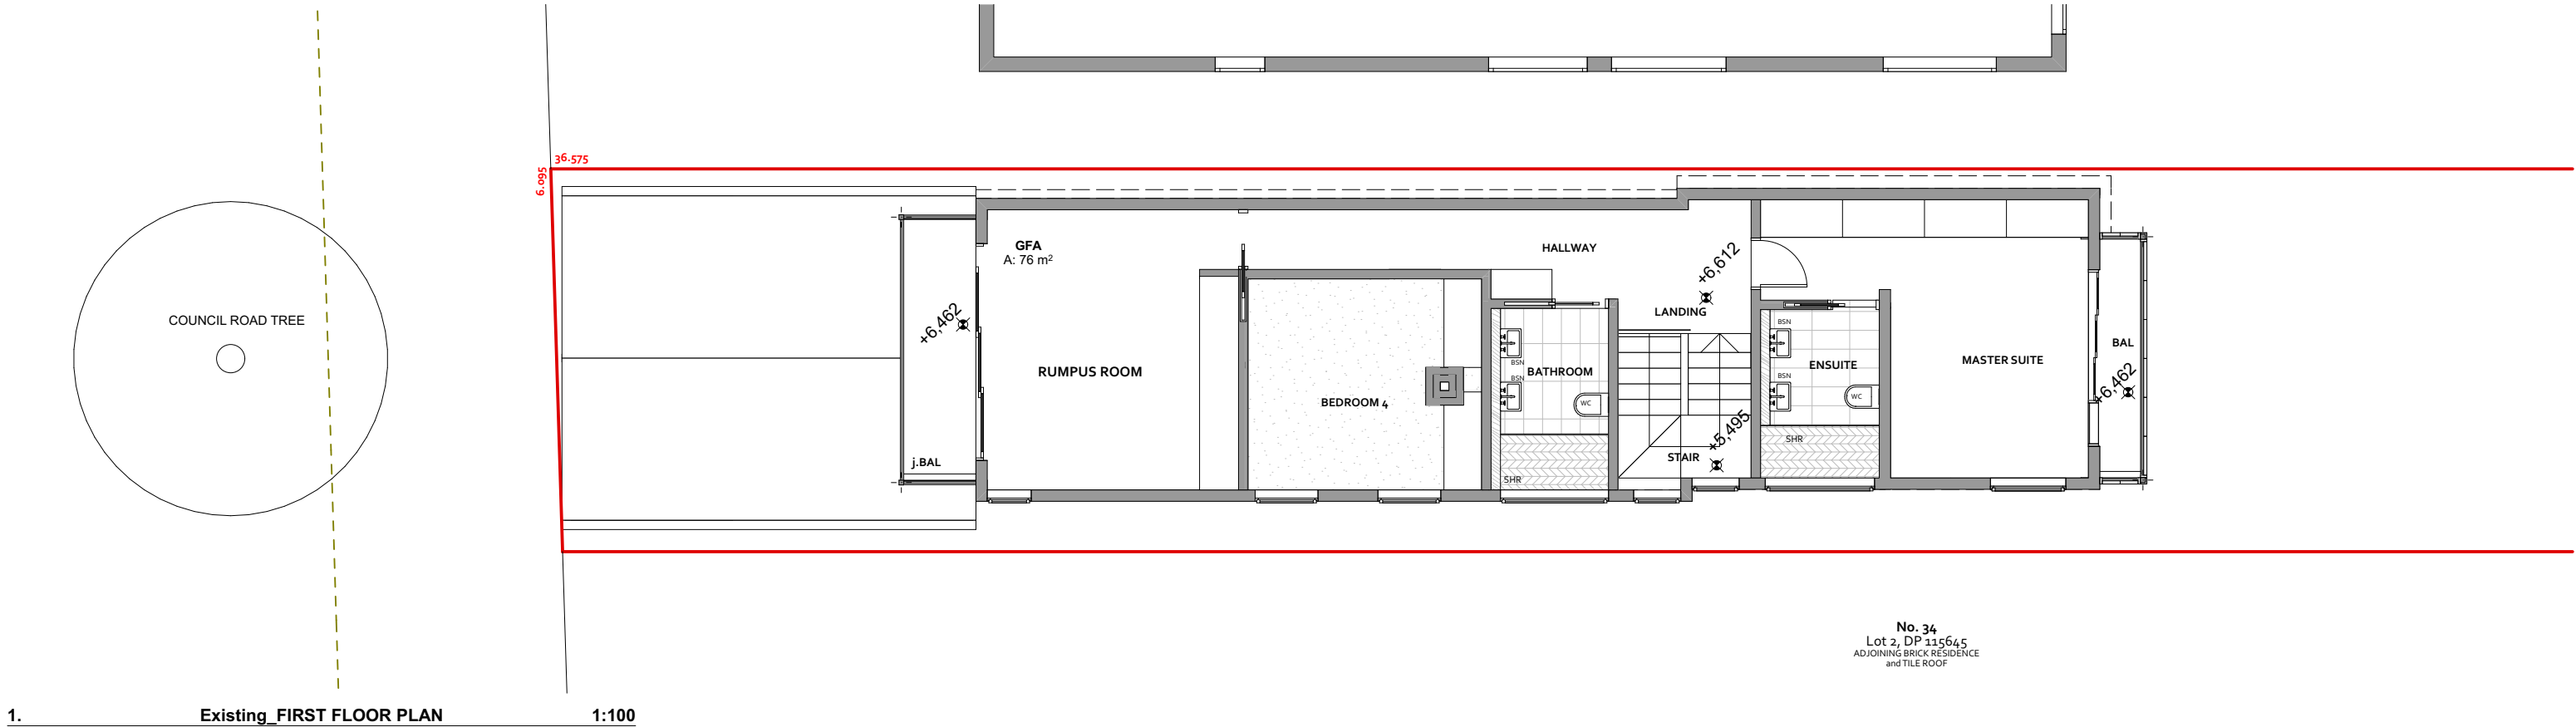 36.575
6.095
COUNCIL ROAD TREE
GFA
A: 76 m²
+6,462
j.BAL
RUMPUS ROOM
BEDROOM 4
HALLWAY
BSN
BSN
BATHROOM
WC
SHR
LANDING
+6,612
STAIR
+5,495
BSN
BSN
ENSUITE
WC
SHR
MASTER SUITE
BAL
+6,462
No. 34
Lot 2, DP 115645
ADJOINING BRICK RESIDENCE
and TILE ROOF
1. Existing_FIRST FLOOR PLAN 1:100